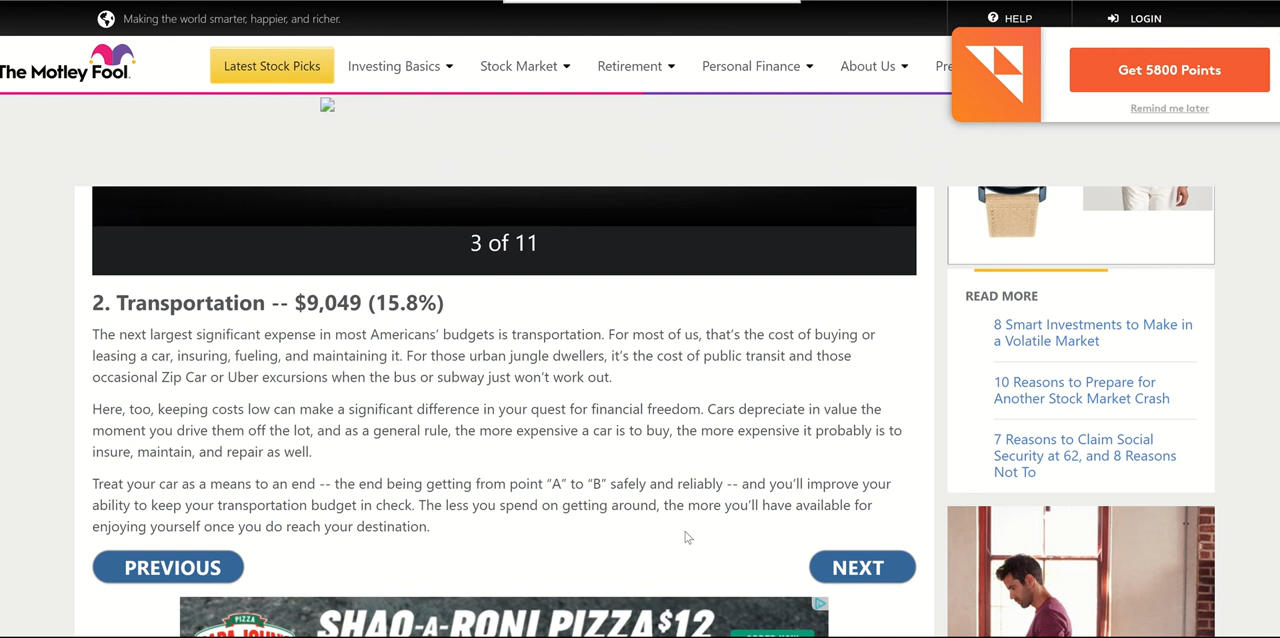 Making the world smarter, happier, and richer.
HELP
LOGIN
The Motley Fool.
Latest Stock Picks
Investing Basics
Stock Market
Retirement
Personal Finance
About Us
Get 5800 Points
Remind me later
3 of 11
2. Transportation -- $9,049 (15.8%)
The next largest significant expense in most Americans’ budgets is transportation. For most of us, that’s the cost of buying or
leasing a car, insuring, fueling, and maintaining it. For those urban jungle dwellers, it’s the cost of public transit and those
occasional Zip Car or Uber excursions when the bus or subway just won’t work out.
Here, too, keeping costs low can make a significant difference in your quest for financial freedom. Cars depreciate in value the
moment you drive them off the lot, and as a general rule, the more expensive a car is to buy, the more expensive it probably is to
insure, maintain, and repair as well.
Treat your car as a means to an end -- the end being getting from point “A” to “B” safely and reliably -- and you’ll improve your
ability to keep your transportation budget in check. The less you spend on getting around, the more you’ll have available for
enjoying yourself once you do reach your destination.
PREVIOUS
NEXT
READ MORE
8 Smart Investments to Make in
a Volatile Market
10 Reasons to Prepare for
Another Stock Market Crash
7 Reasons to Claim Social
Security at 62, and 8 Reasons
Not To
PIZZA
SHAQ-A-RONI PIZZA $12